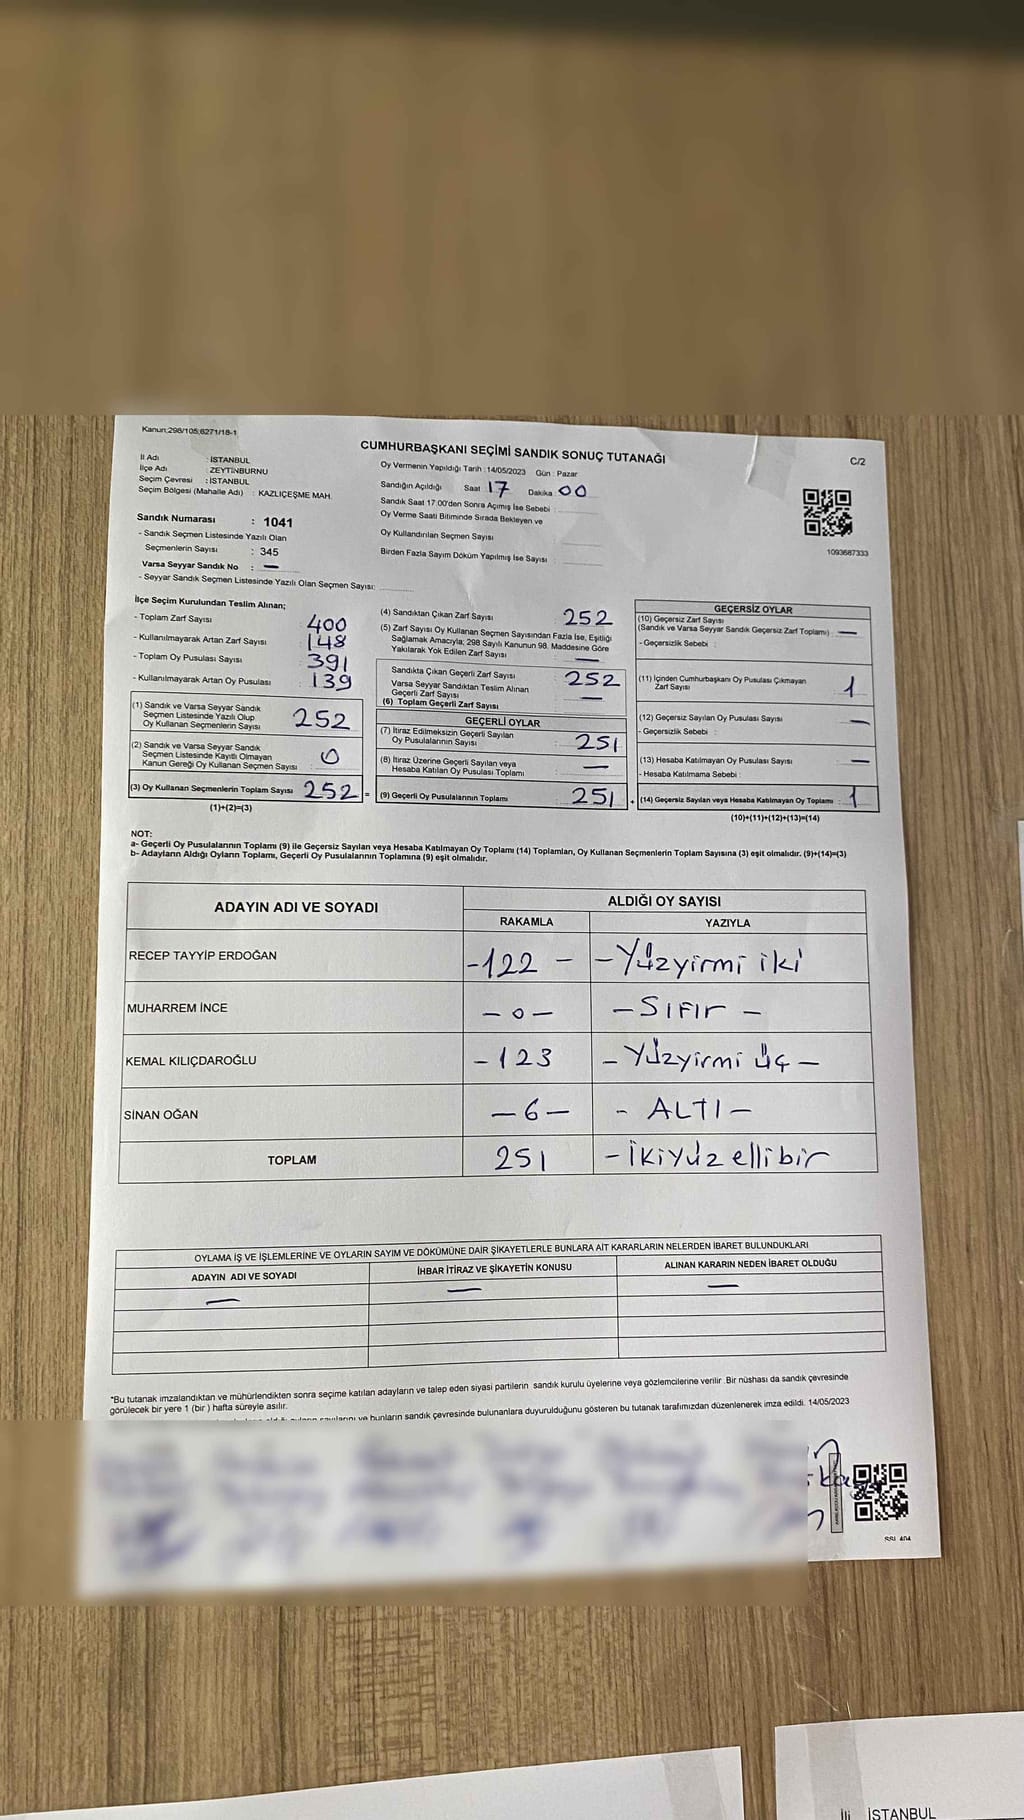 Kanun;298/105;6271/18-1
CUMHURBAŞKANI SEÇİMİ SANDIK SONUÇ TUTANAĞI
C/2
İl Adı : İSTANBUL
İlçe Adı : ZEYTİNBURNU
Seçim Çevresi : İSTANBUL
Seçim Bölgesi (Mahalle Adı) : KAZLIÇEŞME MAH.
Oy Vermenin Yapıldığı Tarih : 14/05/2023 Gün : Pazar
Sandığın Açıldığı Saat 17 Dakika : 00
Sandık Saat 17:00'den Sonra Açımış İse Sebebi :
Oy Verme Saati Bitiminde Sırada Bekleyen ve
Oy Kullandırılan Seçmen Sayısı
Birden Fazla Sayım Döküm Yapılmış İse Sayısı :
1093687333
Sandık Numarası : 1041
- Sandık Seçmen Listesinde Yazılı Olan
Seçmenlerin Sayısı : 345
Varsa Seyyar Sandık No : —
- Seyyar Sandık Seçmen Listesinde Yazılı Olan Seçmen Sayısı:
İlçe Seçim Kurulundan Teslim Alınan;
- Toplam Zarf Sayısı 400
- Kullanılmayarak Artan Zarf Sayısı : 148
- Toplam Oy Pusulası Sayısı 391
- Kullanılmayarak Artan Oy Pusulası : 139
(1) Sandık ve Varsa Seyyar Sandık
Seçmen Listesinde Yazılı Olup
Oy Kullanan Seçmenlerin Sayısı 252
(2) Sandık ve Varsa Seyyar Sandık
Seçmen Listesinde Kayıtlı Olmayan
Kanun Gereği Oy Kullanan Seçmen Sayısı : 0
(3) Oy Kullanan Seçmenlerin Toplam Sayısı 252 =
(1)+(2)=(3)
(4) Sandıktan Çıkan Zarf Sayısı : 252
(5) Zarf Sayısı Oy Kullanan Seçmen Sayısından Fazla İse, Eşitliği
Sağlamak Amacıyla; 298 Sayılı Kanunun 98. Maddesine Göre
Yakılarak Yok Edilen Zarf Sayısı : —
Sandıkta Çıkan Geçerli Zarf Sayısı : 252
Varsa Seyyar Sandıktan Teslim Alınan
Geçerli Zarf Sayısı : —
(6) Toplam Geçerli Zarf Sayısı
GEÇERLİ OYLAR
(7) İtiraz Edilmeksizin Geçerli Sayılan
Oy Pusulalarının Sayısı : 251
(8) İtiraz Üzerine Geçerli Sayılan veya
Hesaba Katılan Oy Pusulası Toplamı : —
(9) Geçerli Oy Pusulalarının Toplamı 251 +
GEÇERSİZ OYLAR
(10) Geçersiz Zarf Sayısı
(Sandık ve Varsa Seyyar Sandık Geçersiz Zarf Toplamı) : —
- Geçersizlik Sebebi :
(11) İçinden Cumhurbaşkanı Oy Pusulası Çıkmayan
Zarf Sayısı : 1
(12) Geçersiz Sayılan Oy Pusulası Sayısı : —
- Geçersizlik Sebebi :
(13) Hesaba Katılmayan Oy Pusulası Sayısı : —
- Hesaba Katılmama Sebebi :
(14) Geçersiz Sayılan veya Hesaba Katılmayan Oy Toplamı : 1
(10)+(11)+(12)+(13)=(14)
NOT:
a- Geçerli Oy Pusulalarının Toplamı (9) ile Geçersiz Sayılan veya Hesaba Katılmayan Oy Toplamı (14) Toplamları, Oy Kullanan Seçmenlerin Toplam Sayısına (3) eşit olmalıdır. (9)+(14)=(3)
b- Adayların Aldığı Oyların Toplamı, Geçerli Oy Pusulalarının Toplamına (9) eşit olmalıdır.
ADAYIN ADI VE SOYADI
ALDIĞI OY SAYISI
RAKAMLA YAZIYLA
RECEP TAYYİP ERDOĞAN -122 - - Yüzyirmi iki
MUHARREM İNCE - 0 - - SIFIR -
KEMAL KILIÇDAROĞLU - 123 - Yüzyirmi üç -
SİNAN OĞAN - 6 - - ALTI -
TOPLAM 251 - İkiyüz ellibir
OYLAMA İŞ VE İŞLEMLERİNE VE OYLARIN SAYIM VE DÖKÜMÜNE DAİR ŞİKAYETLERLE BUNLARA AİT KARARLARIN NELERDEN İBARET BULUNDUKLARI
ADAYIN ADI VE SOYADI İHBAR İTİRAZ VE ŞİKAYETİN KONUSU ALINAN KARARIN NEDEN İBARET OLDUĞU
— — —
*Bu tutanak imzalandıktan ve mühürlendikten sonra seçime katılan adayların ve talep eden siyasi partilerin sandık kurulu üyelerine veya gözlemcilerine verilir. Bir nüshası da sandık çevresinde
görülecek bir yere 1 (bir ) hafta süreyle asılır.
ve bunların sandık çevresinde bulunanlara duyurulduğunu gösteren bu tutanak tarafımızdan düzenlenerek imza edildi. 14/05/2023
İli İSTANBUL